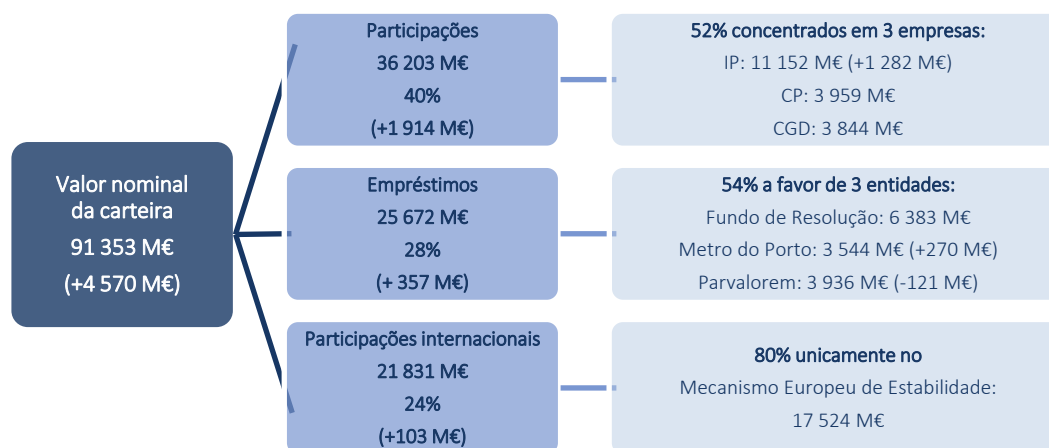 Valor nominal
da carteira
91 353 M€
(+4 570 M€)
Participações
36 203 M€
40%
(+1 914 M€)
52% concentrados em 3 empresas:
IP: 11 152 M€ (+1 282 M€)
CP: 3 959 M€
CGD: 3 844 M€
Empréstimos
25 672 M€
28%
(+ 357 M€)
54% a favor de 3 entidades:
Fundo de Resolução: 6 383 M€
Metro do Porto: 3 544 M€ (+270 M€)
Parvalorem: 3 936 M€ (-121 M€)
Participações internacionais
21 831 M€
24%
(+103 M€)
80% unicamente no
Mecanismo Europeu de Estabilidade:
17 524 M€